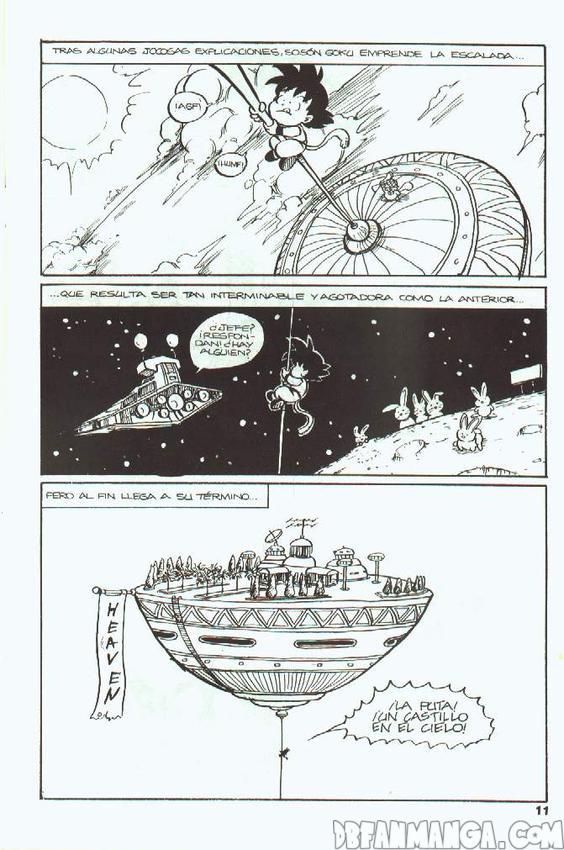 TRAS ALGUNAS JOCOSAS EXPLICACIONES, SOSÓN GOKU EMPRENDE LA ESCALADA...
¡AGF!
¡HUMF!
...QUE RESULTA SER TAN INTERMINABLE Y AGOTADORA COMO LA ANTERIOR...
¿¡JEFE?
¡RESPON-
DAN! ¿HAY
ALGUIEN?
PERO AL FIN LLEGA A SU TÉRMINO...
HEAVEN
¡LA PUTA!
¡UN CASTILLO
EN EL CIELO!
11
DBFANMANGA.COM